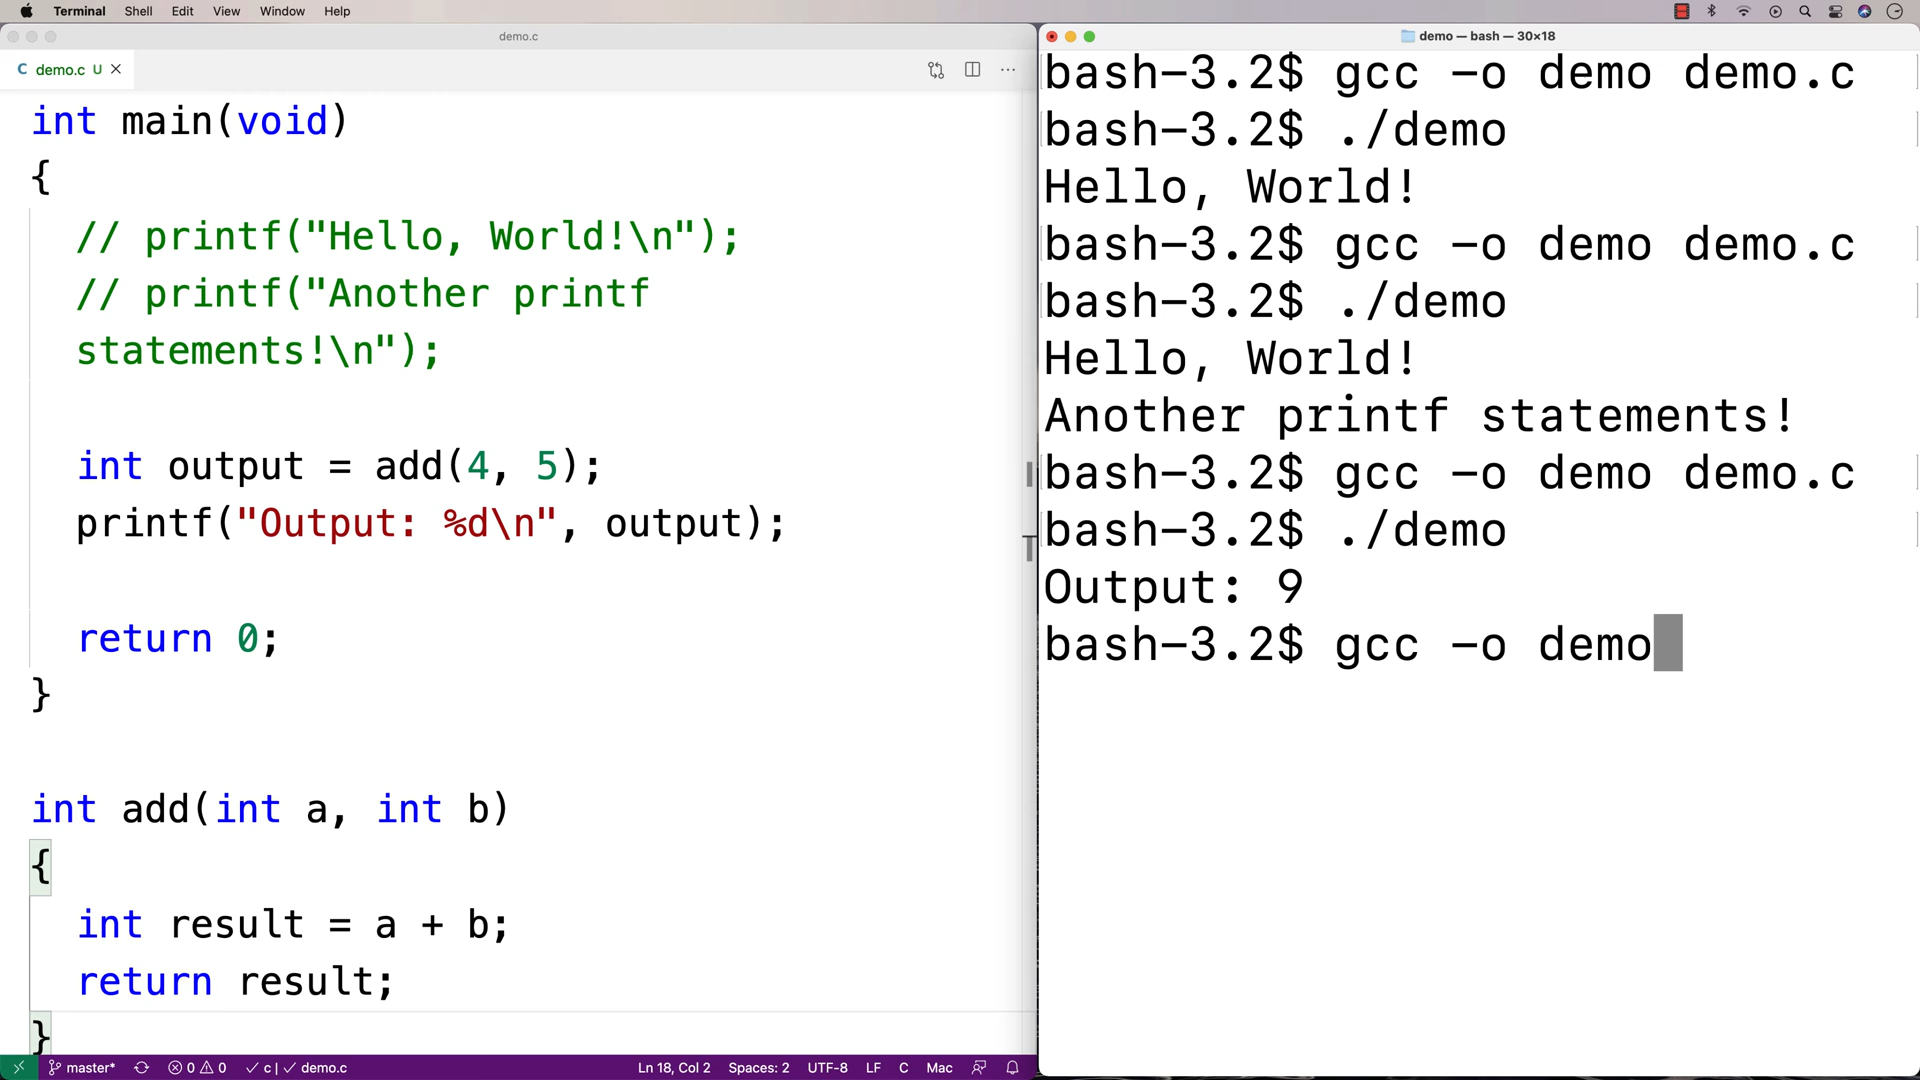 Terminal Shell Edit View Window Help
demo.c
C demo.c U
int main(void)
{
// printf("Hello, World!\n");
// printf("Another printf
statements!\n");
int output = add(4, 5);
printf("Output: %d\n", output);
return 0;
}
int add(int a, int b)
{
int result = a + b;
return result;
}
master* 0 0 c | demo.c Ln 18, Col 2 Spaces: 2 UTF-8 LF C Mac
demo — bash — 30×18
bash-3.2$ gcc -o demo demo.c
bash-3.2$ ./demo
Hello, World!
bash-3.2$ gcc -o demo demo.c
bash-3.2$ ./demo
Hello, World!
Another printf statements!
bash-3.2$ gcc -o demo demo.c
bash-3.2$ ./demo
Output: 9
bash-3.2$ gcc -o demo